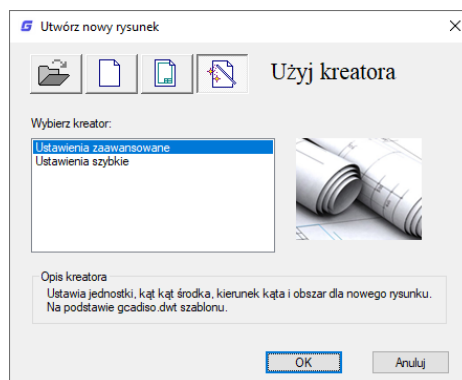 Utwórz nowy rysunek
Użyj kreatora
Wybierz kreator:
Ustawienia zaawansowane
Ustawienia szybkie
Opis kreatora
Ustawia jednostki, kąt kąt środka, kierunek kąta i obszar dla nowego rysunku.
Na podstawie gcadiso.dwt szablonu.
OK
Anuluj